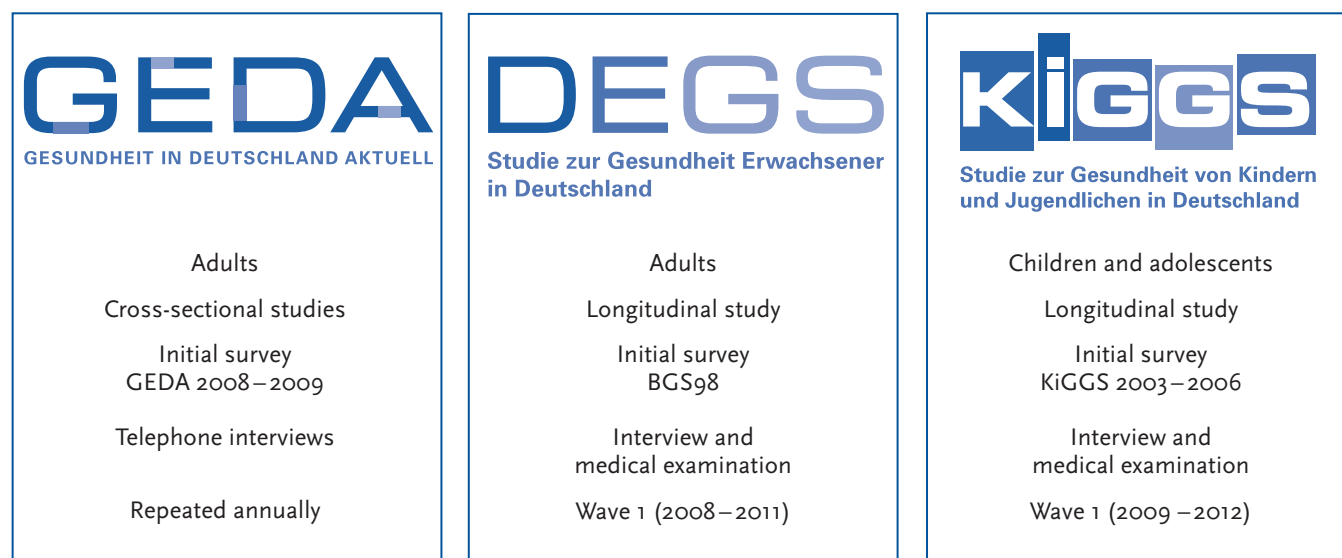 GEDA
GESUNDHEIT IN DEUTSCHLAND AKTUELL
Adults
Cross-sectional studies
Initial survey
GEDA 2008–2009
Telephone interviews
Repeated annually
DEGS
Studie zur Gesundheit Erwachsener
in Deutschland
Adults
Longitudinal study
Initial survey
BGS98
Interview and
medical examination
Wave 1 (2008–2011)
KiGGS
Studie zur Gesundheit von Kindern
und Jugendlichen in Deutschland
Children and adolescents
Longitudinal study
Initial survey
KiGGS 2003–2006
Interview and
medical examination
Wave 1 (2009–2012)